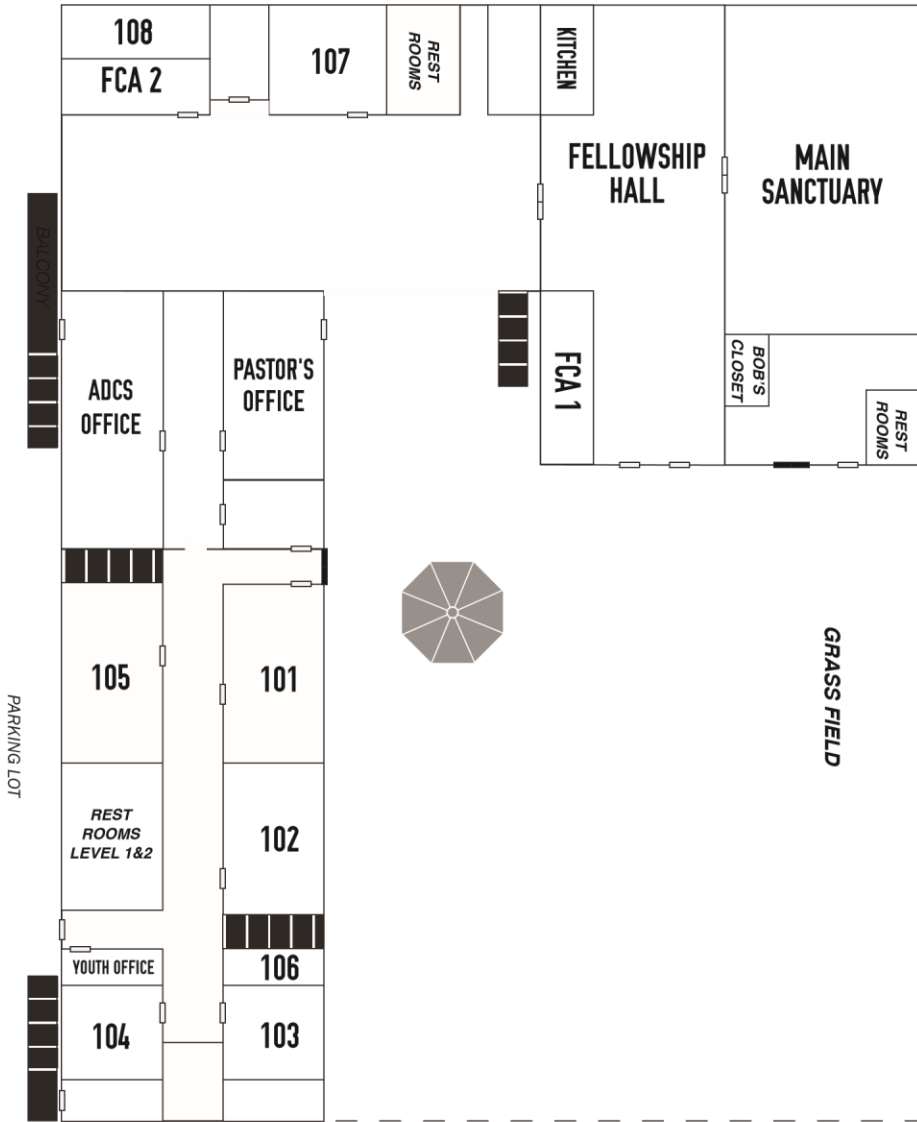 108
FCA 2
107
REST
ROOMS
KITCHEN
FELLOWSHIP
HALL
MAIN
SANCTUARY
BALCONY
ADCS
OFFICE
PASTOR'S
OFFICE
FCA 1
BOB'S
CLOSET
REST
ROOMS
105
101
GRASS FIELD
PARKING LOT
REST
ROOMS
LEVEL 1&2
102
YOUTH OFFICE
106
104
103